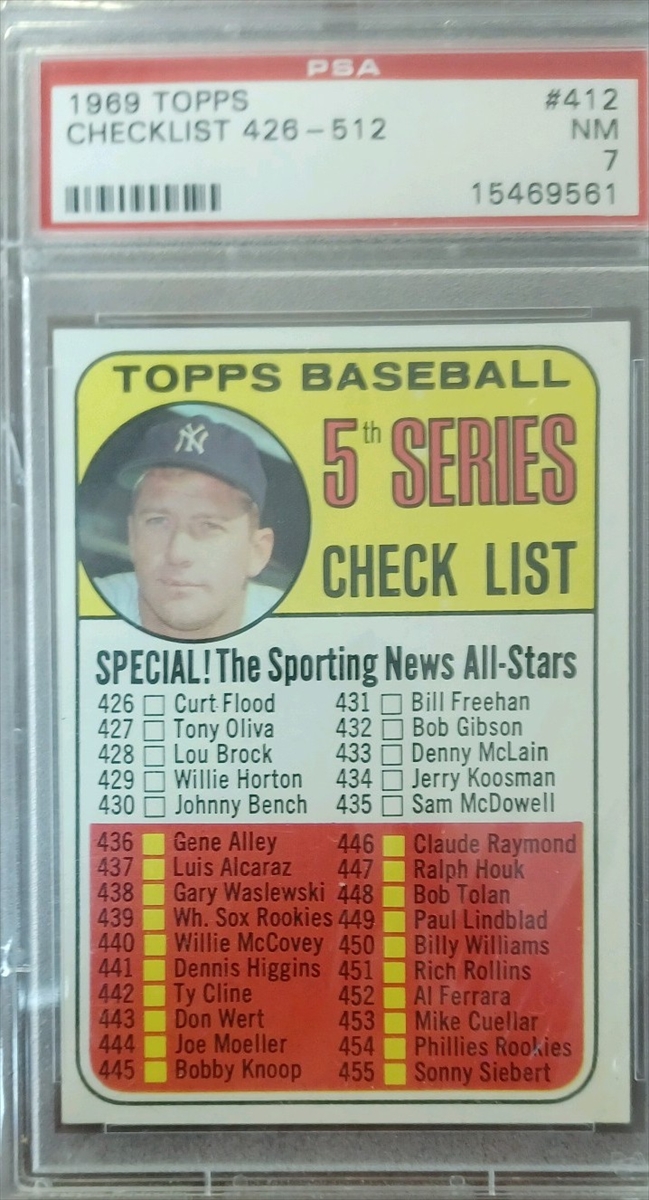 PSA
1969 TOPPS #412
CHECKLIST 426-512 NM
7
15469561
TOPPS BASEBALL
5th SERIES
CHECK LIST
NY
SPECIAL! The Sporting News All-Stars
426 Curt Flood 431 Bill Freehan
427 Tony Oliva 432 Bob Gibson
428 Lou Brock 433 Denny McLain
429 Willie Horton 434 Jerry Koosman
430 Johnny Bench 435 Sam McDowell
436 Gene Alley 446 Claude Raymond
437 Luis Alcaraz 447 Ralph Houk
438 Gary Waslewski 448 Bob Tolan
439 Wh. Sox Rookies 449 Paul Lindblad
440 Willie McCovey 450 Billy Williams
441 Dennis Higgins 451 Rich Rollins
442 Ty Cline 452 Al Ferrara
443 Don Wert 453 Mike Cuellar
444 Joe Moeller 454 Phillies Rookies
445 Bobby Knoop 455 Sonny Siebert